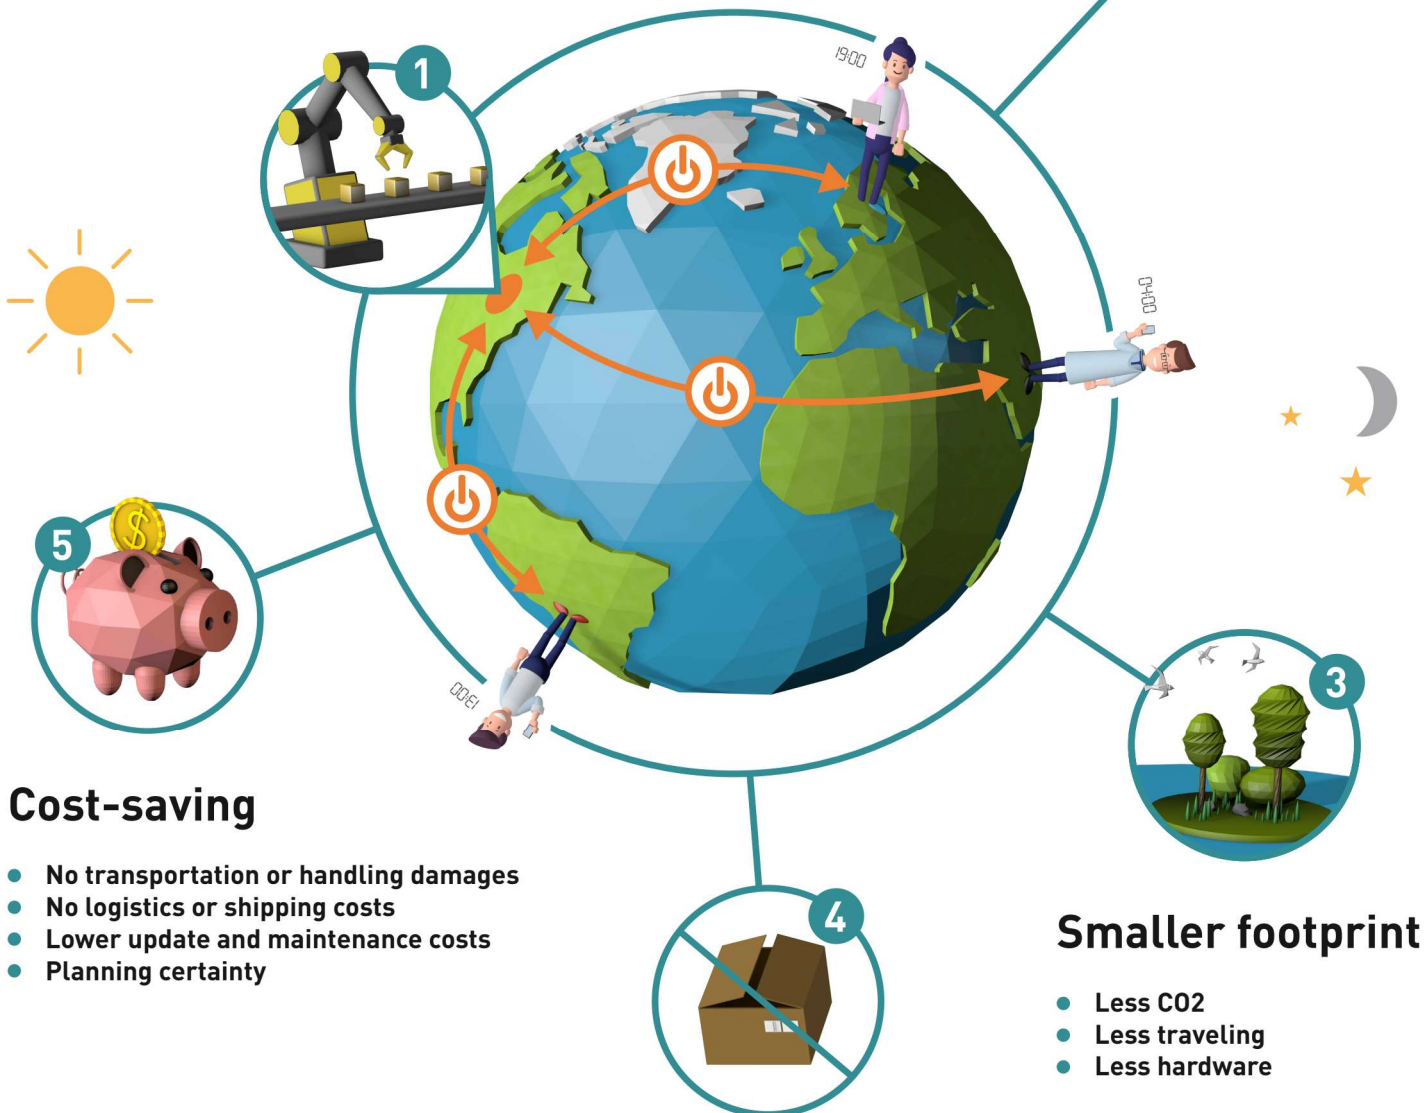 1
19:00
04:00
5
$
13:00
3
Cost-saving
No transportation or handling damages
No logistics or shipping costs
Lower update and maintenance costs
Planning certainty
4
Smaller footprint
Less CO2
Less traveling
Less hardware